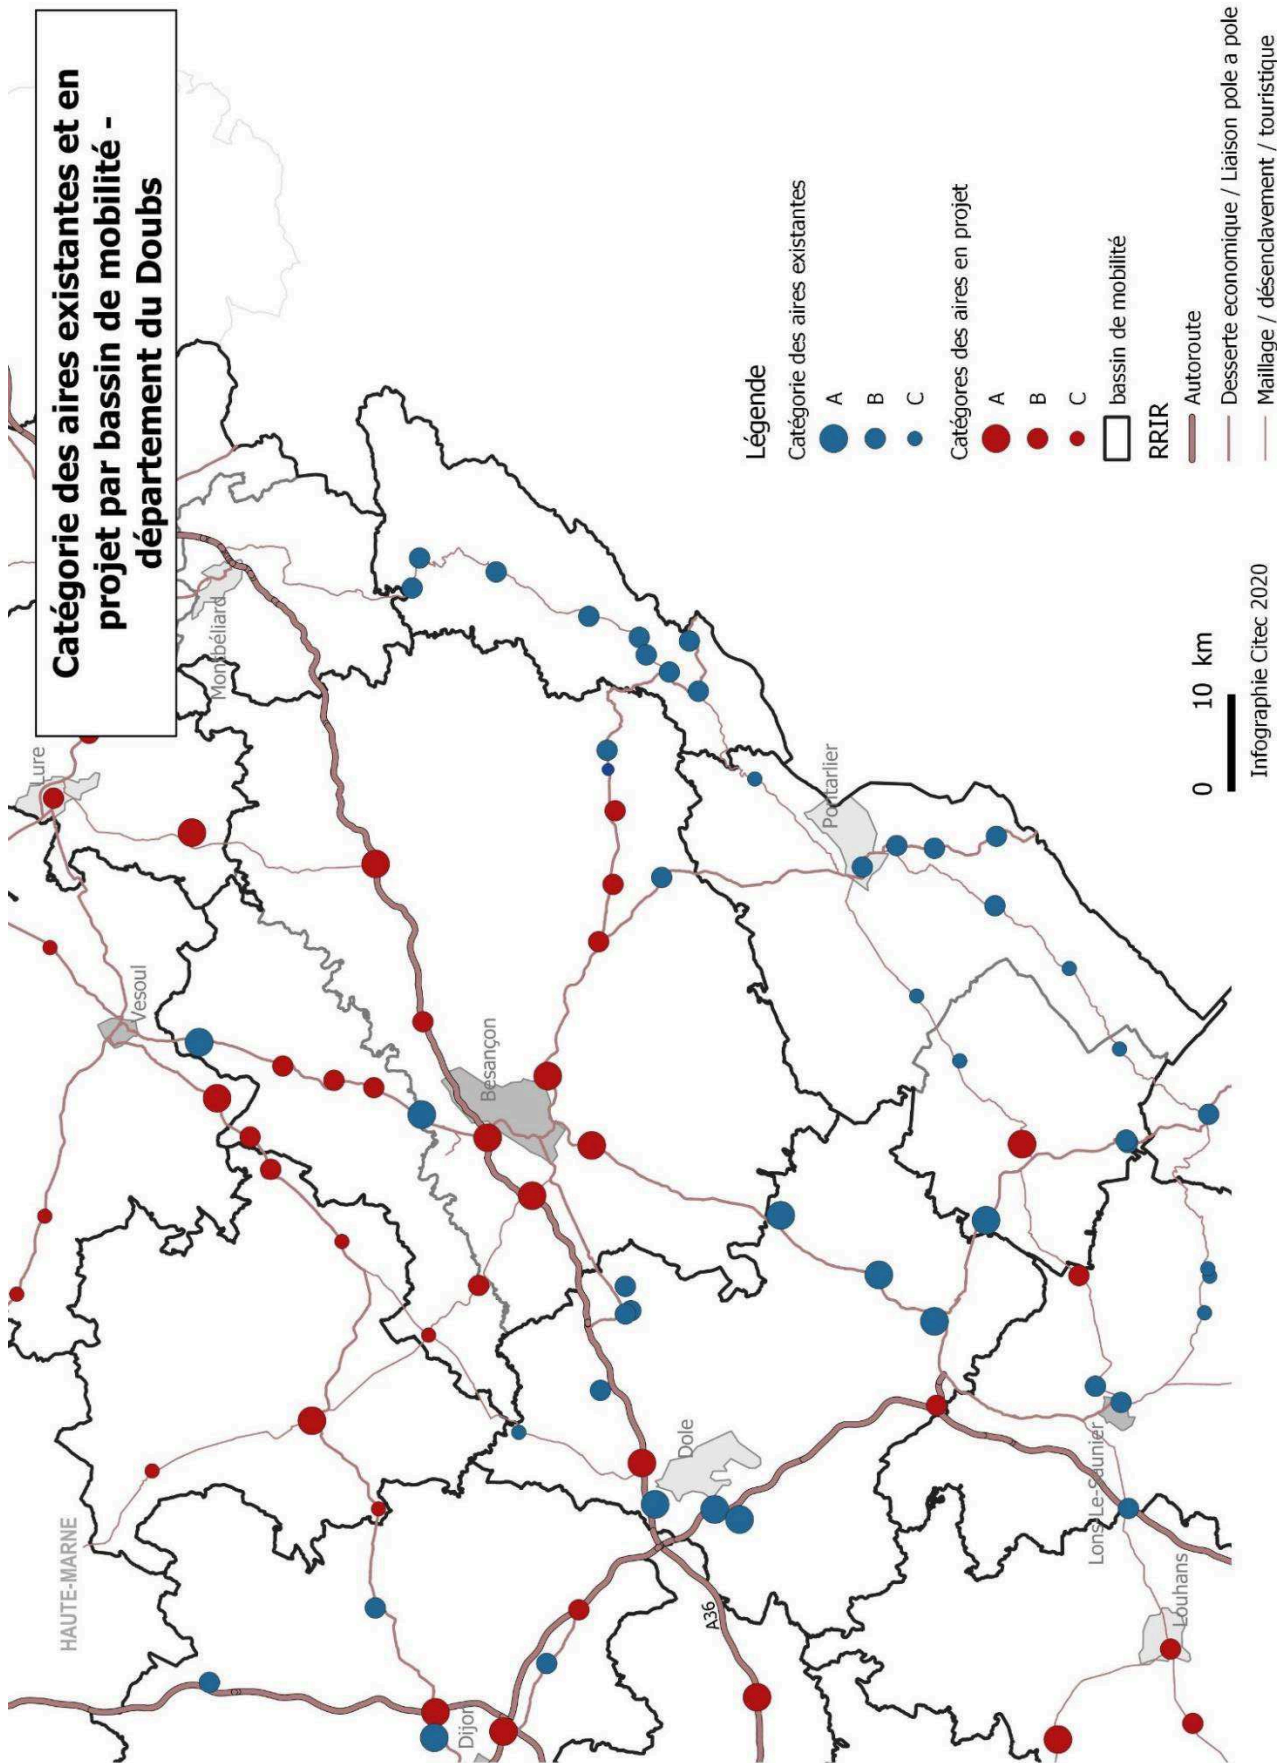 Catégorie des aires existantes et en
projet par bassin de mobilité -
département du Doubs
HAUTE-MARNE
Vesoul
Lure
Montbéliard
Besançon
Dijon
Dole
A36
Pontarlier
Lons-Le-Saunier
Louhans
Légende
Catégorie des aires existantes
A
B
C
Catégores des aires en projet
A
B
C
bassin de mobilité
RRIR
Autoroute
Desserte economique / Liaison pole a pole
Maillage / désenclavement / touristique
0 10 km
Infographie Citec 2020